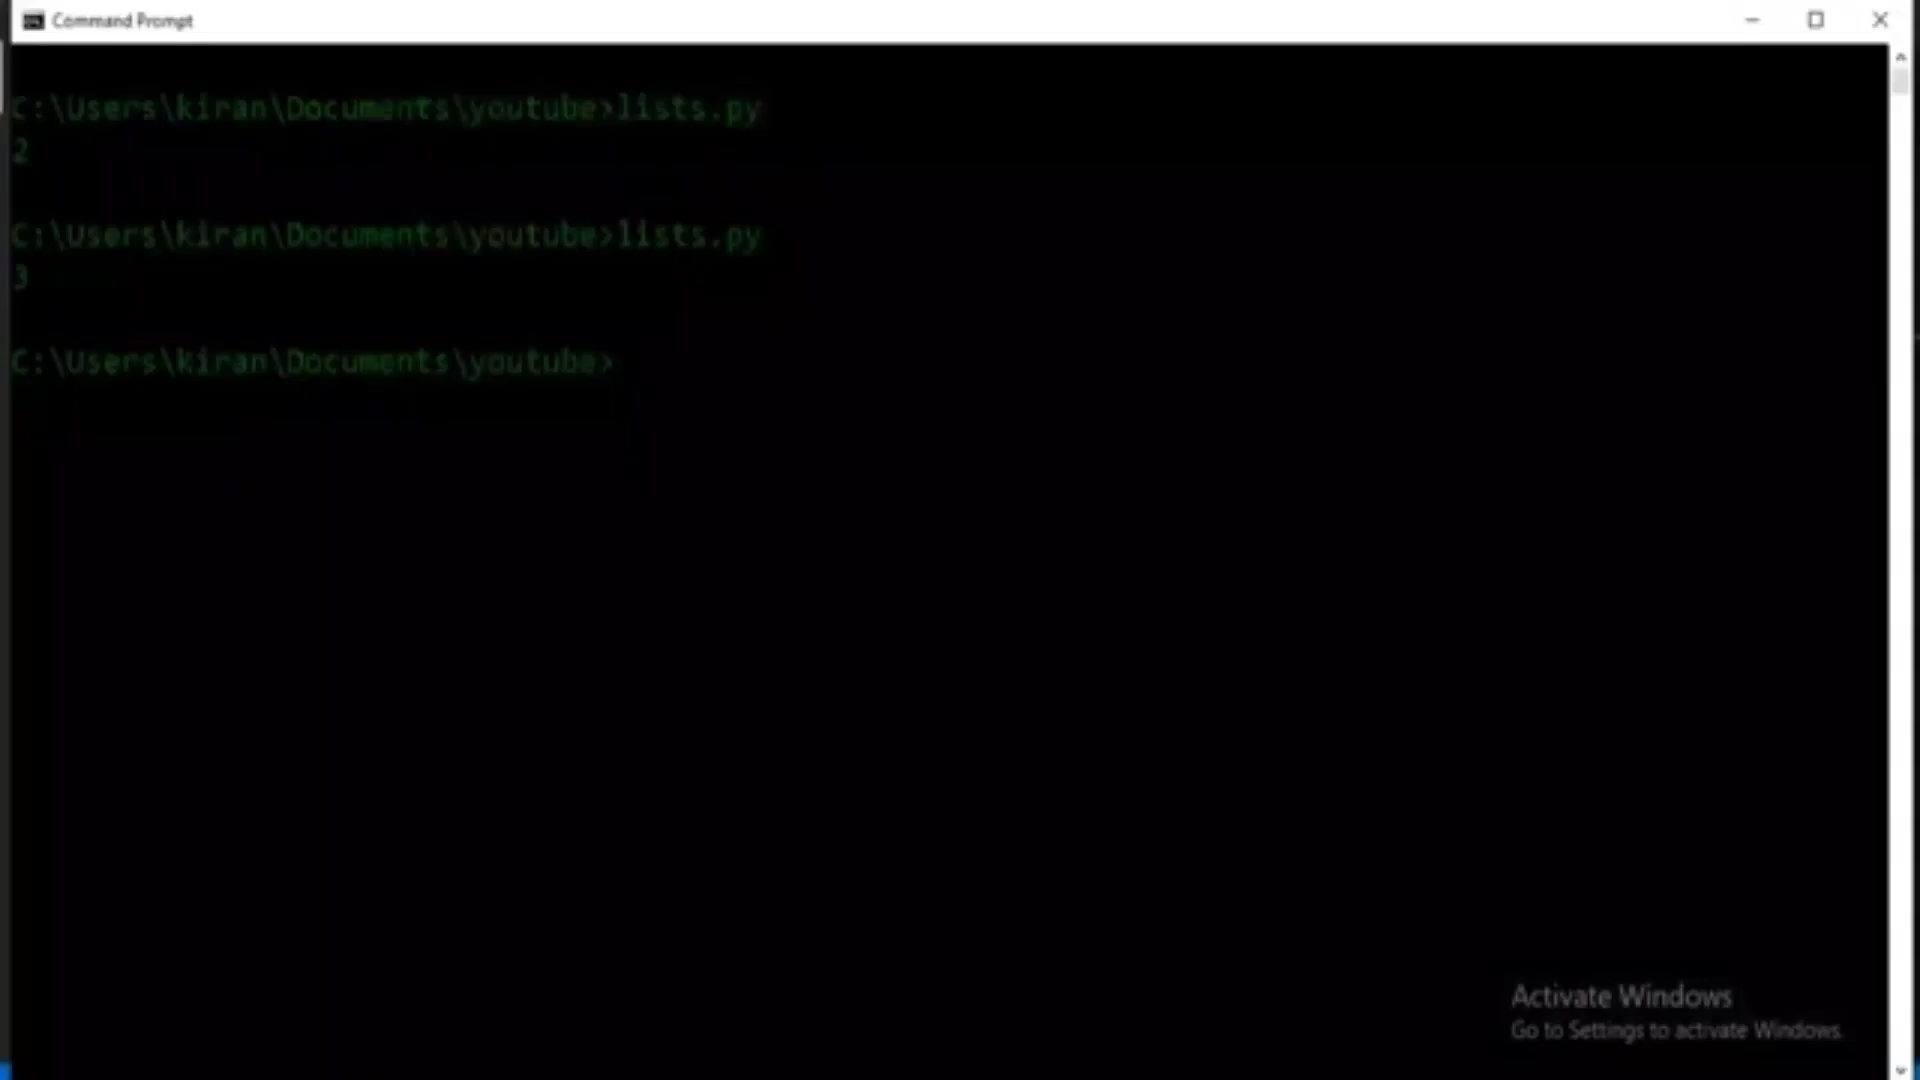 Command Prompt
C:\Users\kiran\Documents\youtube>lists.py
2
C:\Users\kiran\Documents\youtube>lists.py
3
C:\Users\kiran\Documents\youtube>
Activate Windows
Go to Settings to activate Windows.